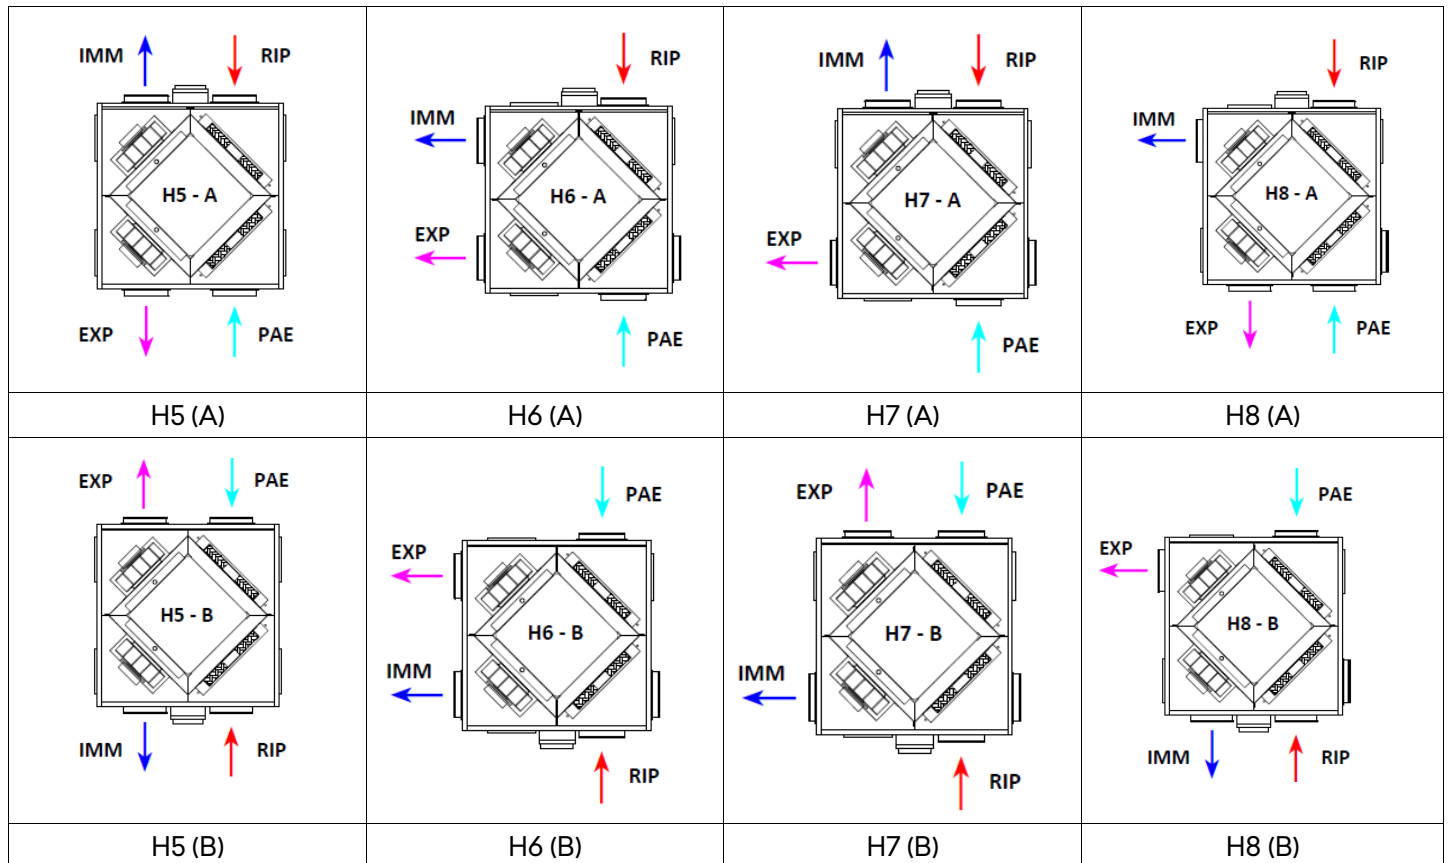 IMM
RIP
H5 - A
EXP
PAE
RIP
IMM
H6 - A
EXP
PAE
IMM
RIP
H7 - A
EXP
PAE
RIP
IMM
H8 - A
EXP
PAE
H5 (A)
H6 (A)
H7 (A)
H8 (A)
EXP
PAE
H5 - B
IMM
RIP
PAE
EXP
H6 - B
IMM
RIP
EXP
PAE
H7 - B
IMM
RIP
PAE
EXP
H8 - B
IMM
RIP
H5 (B)
H6 (B)
H7 (B)
H8 (B)